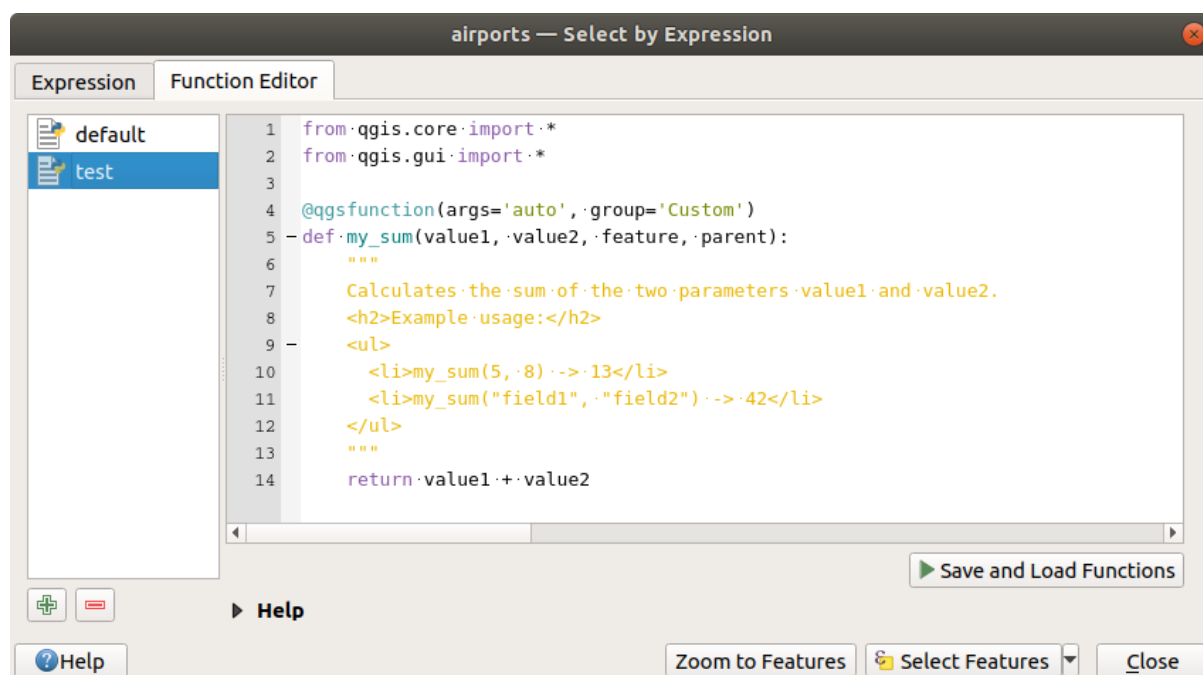 airports — Select by Expression
Expression
Function Editor
default
test
1 from qgis.core import *
2 from qgis.gui import *
3
4 @qgsfunction(args='auto', group='Custom')
5 def my_sum(value1, value2, feature, parent):
6 """
7 Calculates the sum of the two parameters value1 and value2.
8 <h2>Example usage:</h2>
9 <ul>
10 <li>my_sum(5, 8) -> 13</li>
11 <li>my_sum("field1", "field2") -> 42</li>
12 </ul>
13 """
14 return value1 + value2
Save and Load Functions
Help
Help
Zoom to Features
Select Features
Close